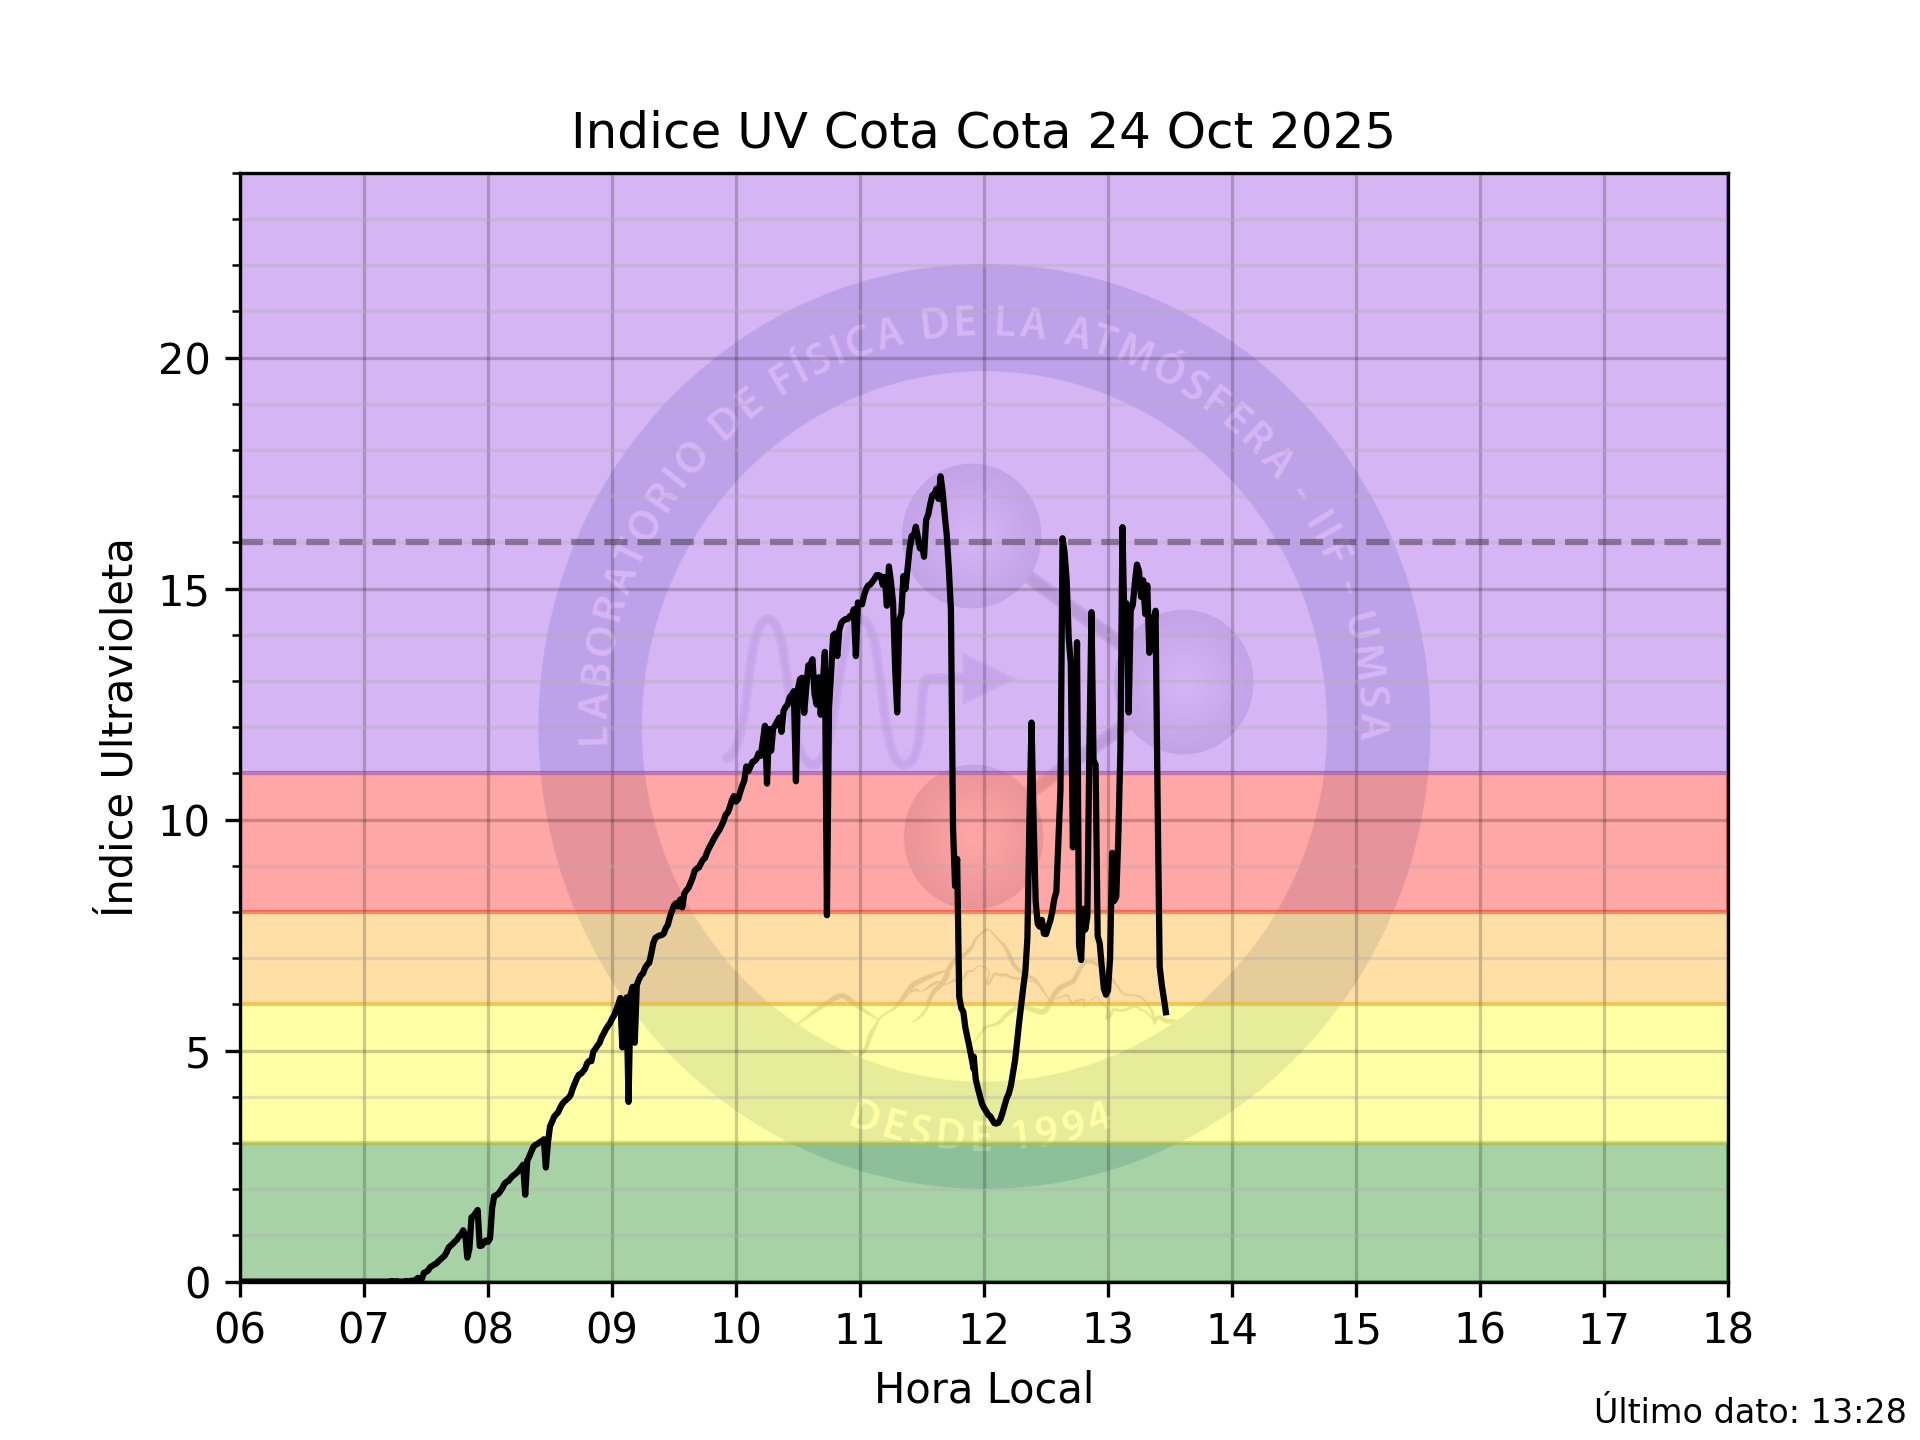 Indice UV Cota Cota 24 Oct 2025
LABORATORIO DE FÍSICA DE LA ATMÓSFERA - IIF - UMSA
DESDE 1994
Índice Ultravioleta
20
15
10
5
0
06 07 08 09 10 11 12 13 14 15 16 17 18
Hora Local
Último dato: 13:28